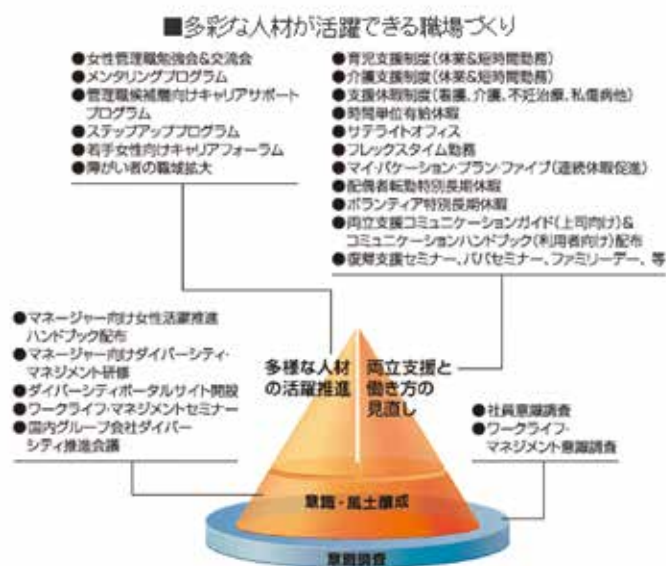 ■多彩な人材が活躍できる職場づくり
●女性管理職勉強会&交流会
●メンタリングプログラム
●管理職候補層向けキャリアサポート
プログラム
●ステップアッププログラム
●若手女性向けキャリアフォーラム
●障がい者の職域拡大
●育児支援制度(休業&短時間勤務)
●介護支援制度(休業&短時間勤務)
●支援休暇制度(看護、介護、不妊治療、私傷病他)
●時間単位有給休暇
●サテライトオフィス
●フレックスタイム勤務
●マイ・バケーション・プラン・ファイブ(連続休暇促進)
●配偶者転勤特別長期休暇
●ボランティア特別長期休暇
●両立支援コミュニケーションガイド(上司向け)&
コミュニケーションハンドブック(利用者向け)配布
●復帰支援セミナー、パパセミナー、ファミリーデー、等
●マネージャー向け女性活躍推進
ハンドブック配布
●マネージャー向けダイバーシティ・
マネジメント研修
●ダイバーシティポータルサイト開設
●ワークライフ・マネジメントセミナー
●国内グループ会社ダイバー
シティ推進会議
多様な人材
の活躍推進
両立支援と
働き方の
見直し
●社員意識調査
●ワークライフ・
マネジメント意識調査
意識・風土醸成
意識調査